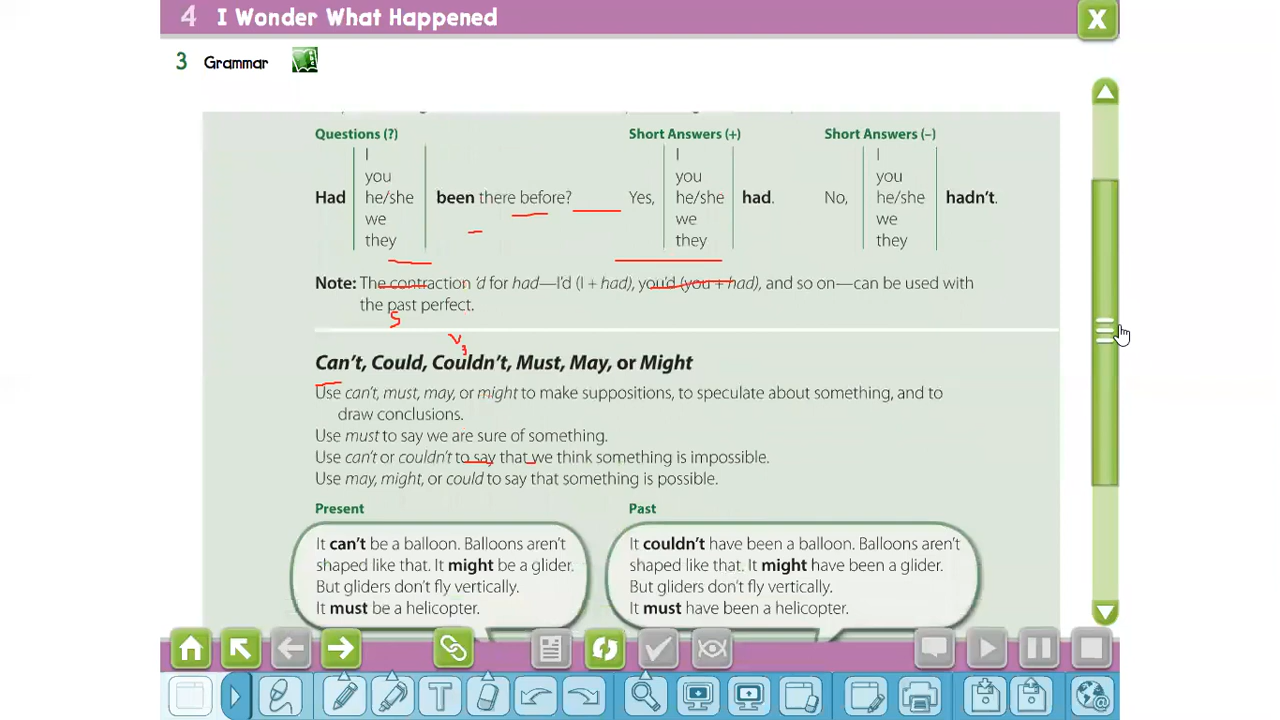 4 I Wonder What Happened
X
3 Grammar
Questions (?) Short Answers (+) Short Answers (–)
I I I
you you you
Had he/she been there before? Yes, he/she had. No, he/she hadn't.
we we we
they they they
Note: The contraction 'd for had—I'd (I + had), you'd (you + had), and so on—can be used with
the past perfect.
S
V3
Can't, Could, Couldn't, Must, May, or Might
Use can't, must, may, or might to make suppositions, to speculate about something, and to
draw conclusions.
Use must to say we are sure of something.
Use can't or couldn't to say that we think something is impossible.
Use may, might, or could to say that something is possible.
Present Past
It can't be a balloon. Balloons aren't
shaped like that. It might be a glider.
But gliders don't fly vertically.
It must be a helicopter.
It couldn't have been a balloon. Balloons aren't
shaped like that. It might have been a glider.
But gliders don't fly vertically.
It must have been a helicopter.
T